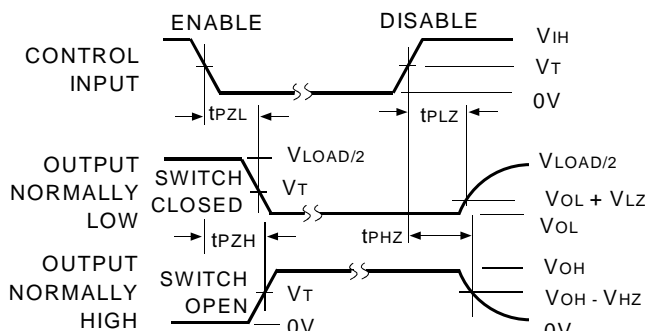 ENABLE
DISABLE
CONTROL
INPUT
VIH
VT
0V
tPZL
tPLZ
OUTPUT
NORMALLY
LOW
SWITCH
CLOSED
VLOAD/2
VT
VLOAD/2
VOL + VLZ
VOL
tPZH
tPHZ
OUTPUT
NORMALLY
HIGH
SWITCH
OPEN
VT
0V
VOH
VOH - VHZ
0V